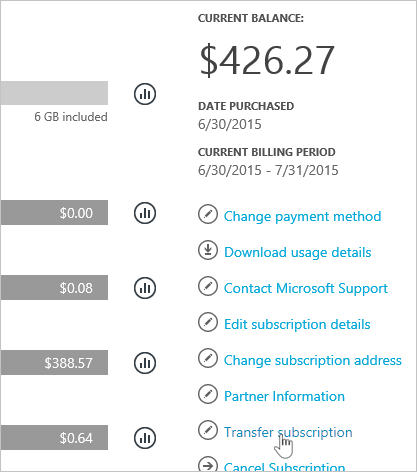 CURRENT BALANCE:
$426.27
6 GB included
DATE PURCHASED
6/30/2015
CURRENT BILLING PERIOD
6/30/2015 - 7/31/2015
$0.00
Change payment method
Download usage details
$0.08
Contact Microsoft Support
Edit subscription details
$388.57
Change subscription address
Partner Information
$0.64
Transfer subscription
Cancel Subscription